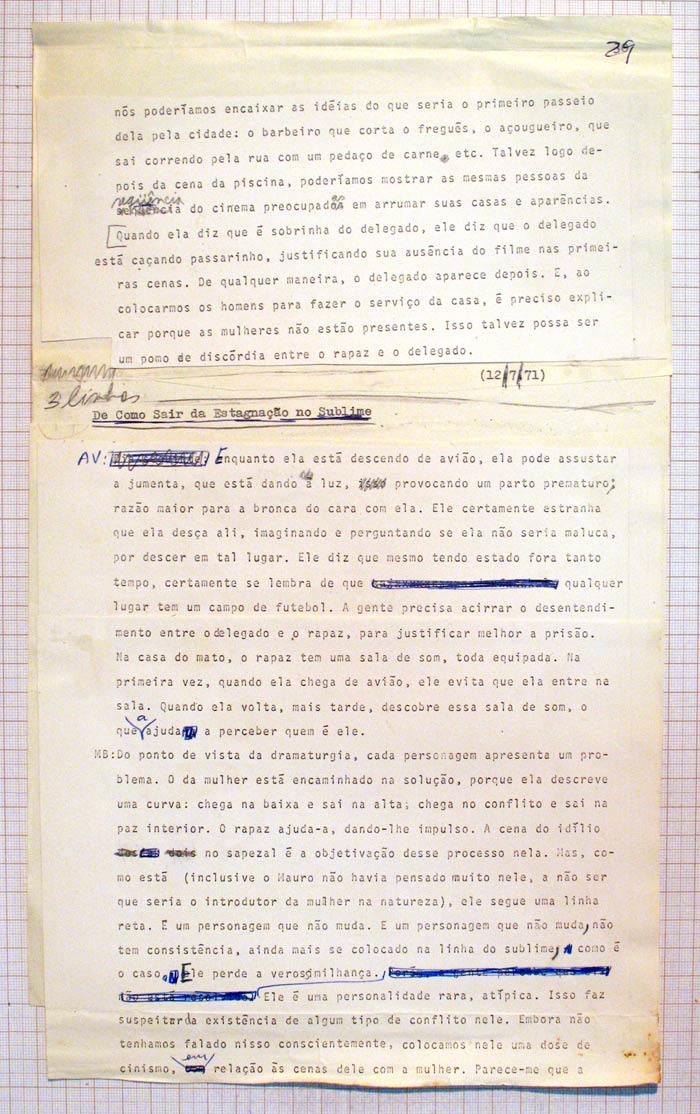 39
nós poderíamos encaixar as idéias do que seria o primeiro passeio
dela pela cidade: o barbeiro que corta o freguês, o açougueiro, que
sai correndo pela rua com um pedaço de carne, etc. Talvez logo de-
pois da cena da piscina, poderíamos mostrar as mesmas pessoas da
seqüência do cinema preocupadas em arrumar suas casas e aparências.
Quando ela diz que é sobrinha do delegado, ele diz que o delegado
está caçando passarinho, justificando sua ausência do filme nas primei-
ras cenas. De qualquer maneira, o delegado aparece depois. E, ao
colocarmos os homens para fazer o serviço da casa, é preciso expli-
car porque as mulheres não estão presentes. Isso talvez possa ser
um pomo de discórdia entre o rapaz e o delegado.
(12/7/71)
3 linhas
De Como Sair da Estagnação no Sublime
AV: Enquanto ela está descendo de avião, ela pode assustar
a jumenta, que está dando à luz, provocando um parto prematuro;
razão maior para a bronca do cara com ela. Ele certamente estranha
que ela desça ali, imaginando e perguntando se ela não seria maluca,
por descer em tal lugar. Ele diz que mesmo tendo estado fora tanto
tempo, certamente se lembra de que qualquer
lugar tem um campo de futebol. A gente precisa acirrar o desentendi-
mento entre o delegado e o rapaz, para justificar melhor a prisão.
Na casa do mato, o rapaz tem uma sala de som, toda equipada. Na
primeira vez, quando ela chega de avião, ele evita que ela entre na
sala. Quando ela volta, mais tarde, descobre essa sala de som, o
que a ajuda a perceber quem é ele.
MB:Do ponto de vista da dramaturgia, cada personagem apresenta um pro-
blema. O da mulher está encaminhado na solução, porque ela descreve
uma curva: chega na baixa e sai na alta; chega no conflito e sai na
paz interior. O rapaz ajuda-a, dando-lhe impulso. A cena do idílio
no sapezal é a objetivação desse processo nela. Mas, co-
mo está (inclusive o Mauro não havia pensado muito nele, a não ser
que seria o introdutor da mulher na natureza), ele segue uma linha
reta. É um personagem que não muda. E um personagem que não muda, não
tem consistência, ainda mais se colocado na linha do sublime, como é
o caso. Ele perde a verossimilhança.
Ele é uma personalidade rara, atípica. Isso faz
suspeitar da existência de algum tipo de conflito nele. Embora não
tenhamos falado nisso conscientemente, colocamos nele uma dose de
cinismo, em relação às cenas dele com a mulher. Parece-me que a